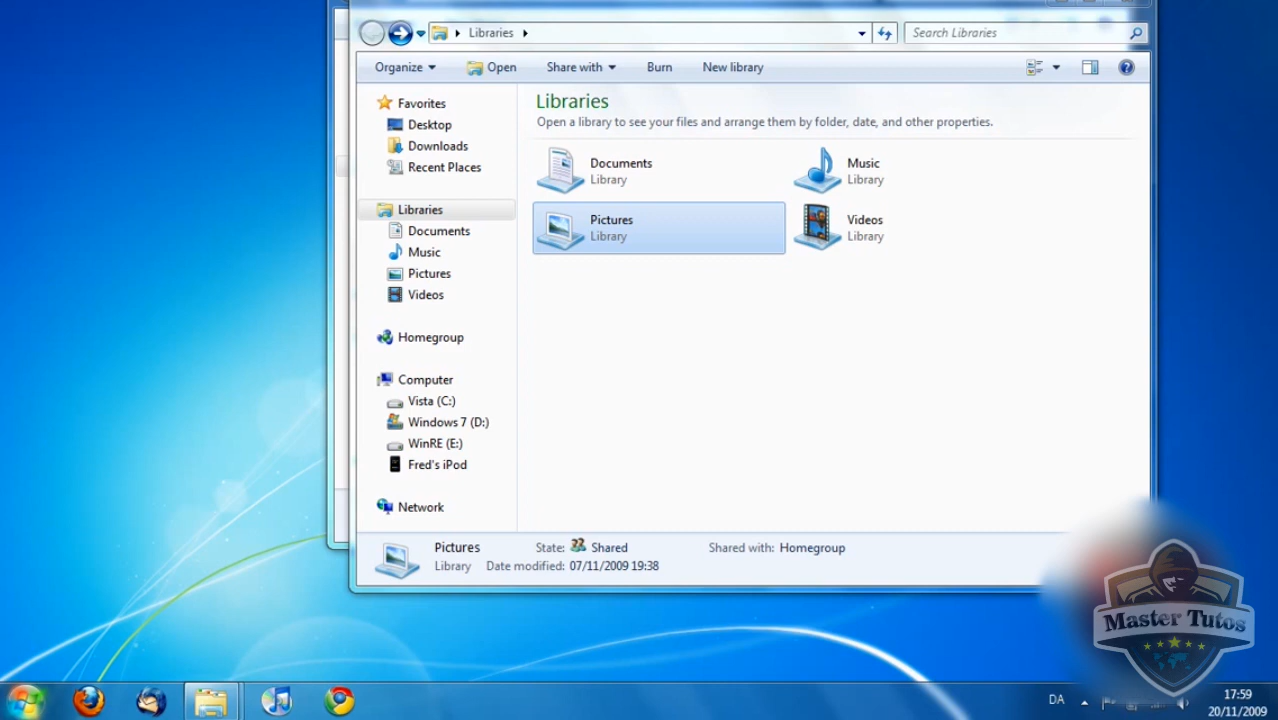 Libraries
Search Libraries
Organize Open Share with Burn New library
Favorites
Desktop
Downloads
Recent Places
Libraries
Documents
Music
Pictures
Videos
Homegroup
Computer
Vista (C:)
Windows 7 (D:)
WinRE (E:)
Fred's iPod
Network
Libraries
Open a library to see your files and arrange them by folder, date, and other properties.
Documents
Library
Music
Library
Pictures
Library
Videos
Library
Pictures State: Shared Shared with: Homegroup
Library Date modified: 07/11/2009 19:38
Master Tutos
DA
17:59
20/11/2009